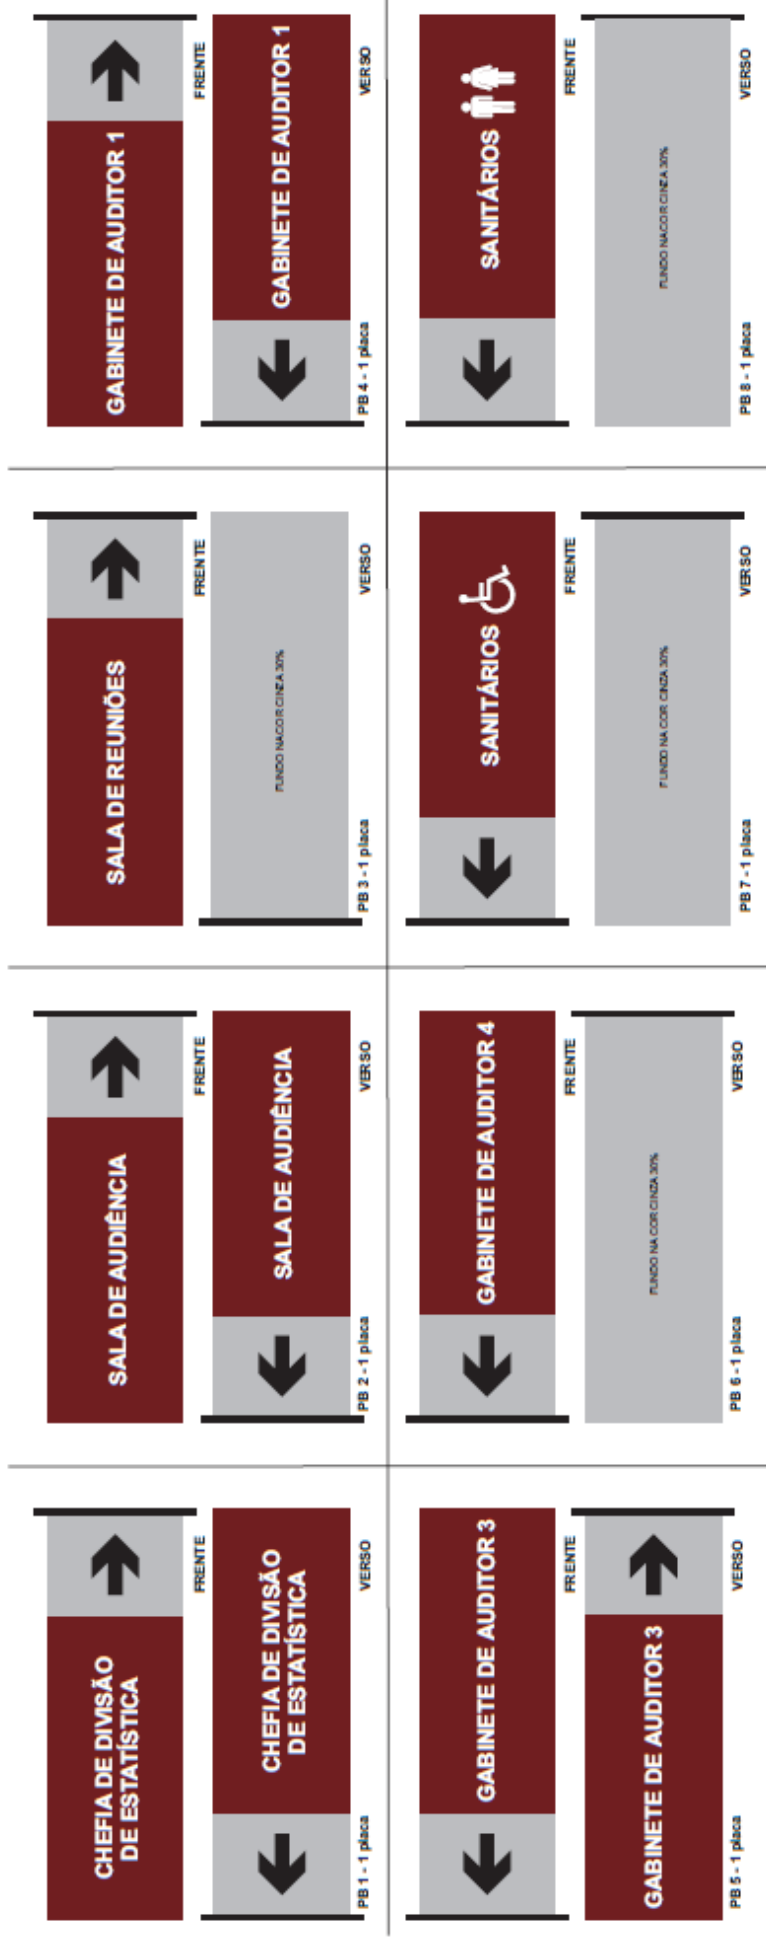 CHEFIA DE DIVISÃO
DE ESTATÍSTICA
FRENTE
CHEFIA DE DIVISÃO
DE ESTATÍSTICA
PB 1 - 1 placa VERSO
SALA DE AUDIÊNCIA
FRENTE
SALA DE AUDIÊNCIA
PB 2 - 1 placa VERSO
SALA DE REUNIÕES
FRENTE
FUNDO NA COR CINZA 30%
PB 3 - 1 placa VERSO
GABINETE DE AUDITOR 1
FRENTE
GABINETE DE AUDITOR 1
PB 4 - 1 placa VERSO
GABINETE DE AUDITOR 3
FRENTE
GABINETE DE AUDITOR 3
PB 5 - 1 placa VERSO
GABINETE DE AUDITOR 4
FRENTE
FUNDO NA COR CINZA 30%
PB 6 - 1 placa VERSO
SANITÁRIOS
FRENTE
FUNDO NA COR CINZA 30%
PB 7 - 1 placa VERSO
SANITÁRIOS
FRENTE
FUNDO NA COR CINZA 30%
PB 8 - 1 placa VERSO